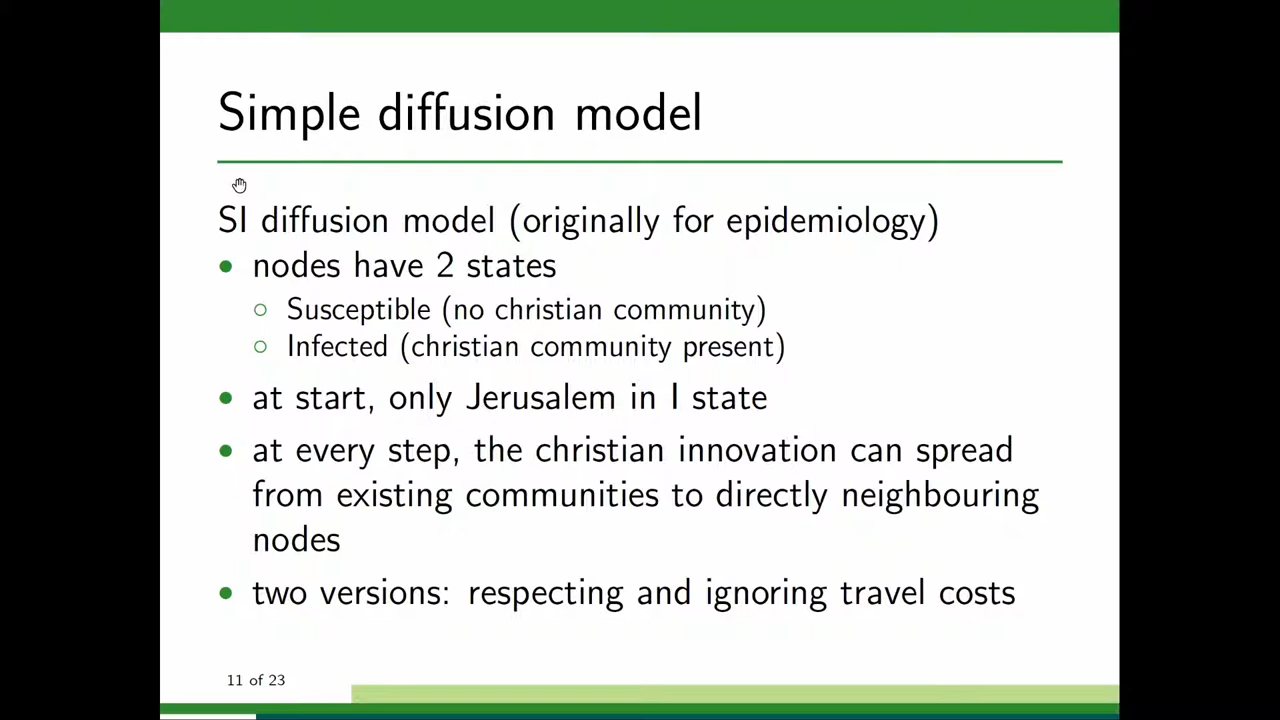 Simple diffusion model
SI diffusion model (originally for epidemiology)
• nodes have 2 states
○ Susceptible (no christian community)
○ Infected (christian community present)
• at start, only Jerusalem in I state
• at every step, the christian innovation can spread
from existing communities to directly neighbouring
nodes
• two versions: respecting and ignoring travel costs
11 of 23